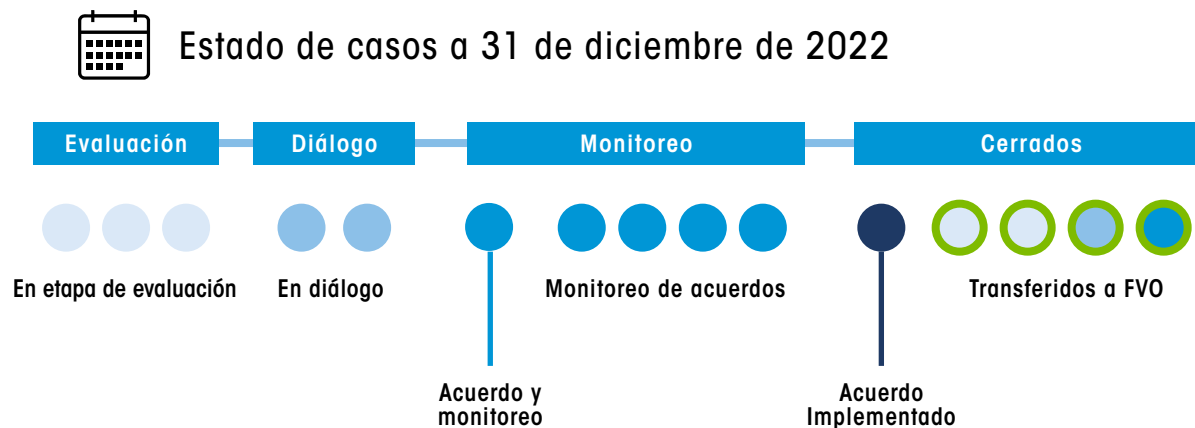 Estado de casos a 31 de diciembre de 2022
Evaluación
Diálogo
Monitoreo
Cerrados
En etapa de evaluación
En diálogo
Monitoreo de acuerdos
Transferidos a FVO
Acuerdo y
monitoreo
Acuerdo
Implementado